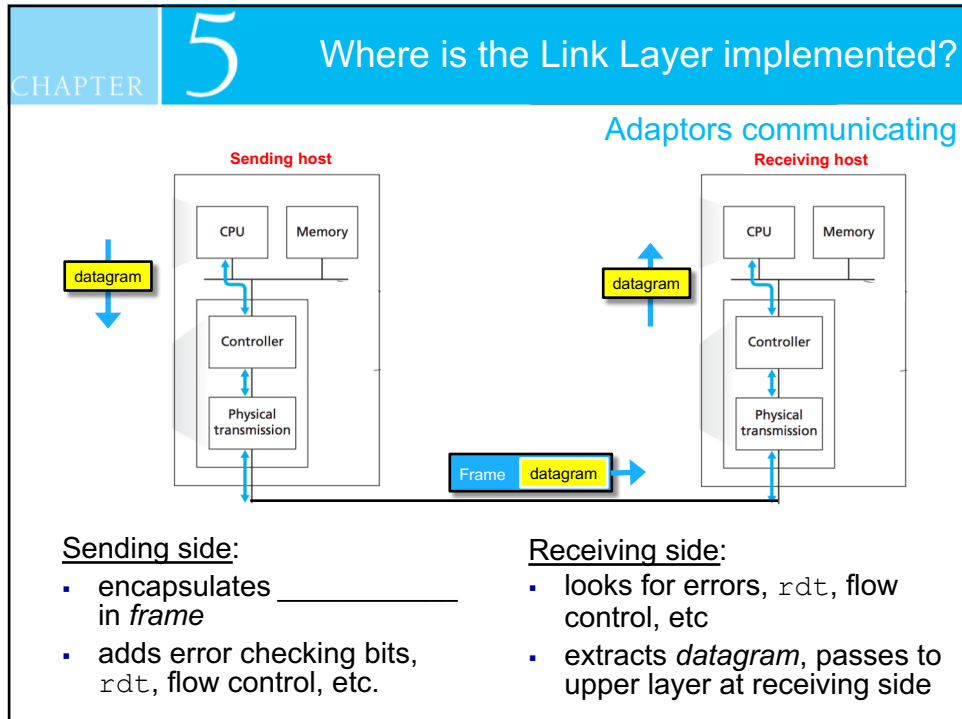 CHAPTER 5 Where is the Link Layer implemented?
Adaptors communicating
Sending host
Receiving host
CPU
Memory
datagram
Controller
Physical
transmission
CPU
Memory
datagram
Controller
Physical
transmission
Frame datagram
Sending side:
▪ encapsulates ___________
in frame
▪ adds error checking bits,
rdt, flow control, etc.
Receiving side:
▪ looks for errors, rdt, flow
control, etc
▪ extracts datagram, passes to
upper layer at receiving side